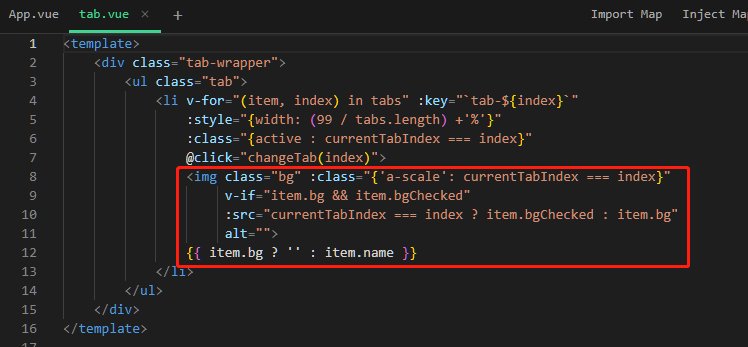 App.vue tab.vue × + Import Map Inject Ma
1 <template>
2 <div class="tab-wrapper">
3 <ul class="tab">
4 <li v-for="(item, index) in tabs" :key="`tab-${index}`"
5 :style="{width: (99 / tabs.length) +'%'}"
6 :class="{active : currentTabIndex === index}"
7 @click="changeTab(index)">
8 <img class="bg" :class="{'a-scale': currentTabIndex === index}"
9 v-if="item.bg && item.bgChecked"
10 :src="currentTabIndex === index ? item.bgChecked : item.bg"
11 alt="">
12 {{ item.bg ? '' : item.name }}
13 </li>
14 </ul>
15 </div>
16 </template>
17